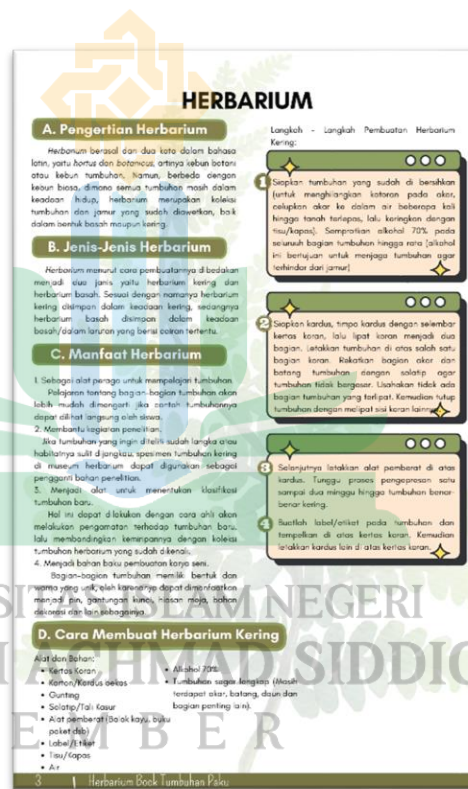 HERBARIUM
A. Pengertian Herbarium
Herbarium berasal dari dua kata dalam bahasa
latin, yaitu hortus dan botanicus, artinya kebun botani
atau kebun tumbuhan. Namun, berbeda dengan
kebun biasa, dimana semua tumbuhan masih dalam
keadaan hidup, herbarium merupakan koleksi
tumbuhan dan jamur yang sudah diawetkan, baik
dalam bentuk basah maupun kering.
B. Jenis-Jenis Herbarium
Herbarium menurut cara pembuatannya dibedakan
menjadi dua jenis yaitu herbarium kering dan
herbarium basah. Sesuai dengan namanya herbarium
kering disimpan dalam keadaan kering, sedangnya
herbarium basah disimpan dalam keadaan
basah/dalam larutan yang berisi cairan tertentu.
C. Manfaat Herbarium
1. Sebagai alat peraga untuk mempelajari tumbuhan.
Pelajaran tentang bagian-bagian tumbuhan akan
lebih mudah dimengerti jika contoh tumbuhannya
dapat dilihat langsung oleh siswa.
2. Membantu kegiatan penelitian.
Jika tumbuhan yang ingin diteliti sudah langka atau
habitatnya sulit dijangkau, spesimen tumbuhan kering
di museum herbarium dapat digunakan sebagai
pengganti bahan penelitian.
3. Menjadi alat untuk menentukan klasifikasi
tumbuhan baru.
Hal ini dapat dilakukan dengan cara ahli akan
melakukan pengamatan terhadap tumbuhan baru,
lalu membandingkan kemiripannya dengan koleksi
tumbuhan herbarium yang sudah dikenali.
4. Menjadi bahan baku pembuatan karya seni.
Bagian-bagian tumbuhan memiliki bentuk dan
warna yang unik, oleh karenanya dapat dimanfaatkan
menjadi pin, gantungan kunci, hiasan meja, bahan
dekorasi dan lain sebagainya.
D. Cara Membuat Herbarium Kering
Alat dan Bahan:
• Kertas Koran
• Karton/Kardus bekas
• Gunting
• Solatip/Tali Kasur
• Alat pemberat (Balok kayu, buku
paket dsb)
• Label/Etiket
• Tisu/Kapas
• Air
• Alkohol 70%
• Tumbuhan segar lengkap (Masih
terdapat akar, batang, daun dan
bagian penting lain).
Langkah - Langkah Pembuatan Herbarium
Kering:
1 Siapkan tumbuhan yang sudah di bersihkan
(untuk menghilangkan kotoran pada akar,
celupkan akar ke dalam air beberapa kali
hingga tanah terlepas, lalu keringkan dengan
tisu/kapas). Semprotkan alkohol 70% pada
seluruh bagian tumbuhan hingga rata (alkohol
ini bertujuan untuk menjaga tumbuhan agar
terhindar dari jamur)
2 Siapkan kardus, timpa kardus dengan selembar
kertas koran, lalu lipat koran menjadi dua
bagian. Letakkan tumbuhan di atas salah satu
bagian koran. Rekatkan bagian akar dan
batang tumbuhan dengan solatip agar
tumbuhan tidak bergeser. Usahakan tidak ada
bagian tumbuhan yang terlipat. Kemudian tutup
tumbuhan dengan melipat sisi koran lainnya.
3 Selanjutnya letakkan alat pemberat di atas
kardus. Tunggu proses pengepresan satu
sampai dua minggu hingga tumbuhan benar-
benar kering.
4 Buatlah label/etiket pada tumbuhan dan
tempelkan di atas kertas koran. Kemudian
letakkan kardus lain di atas kertas koran.
NEGERI
ACHMAD SIDDIQ
EMBER
3 | Herbarium Book Tumbuhan Paku